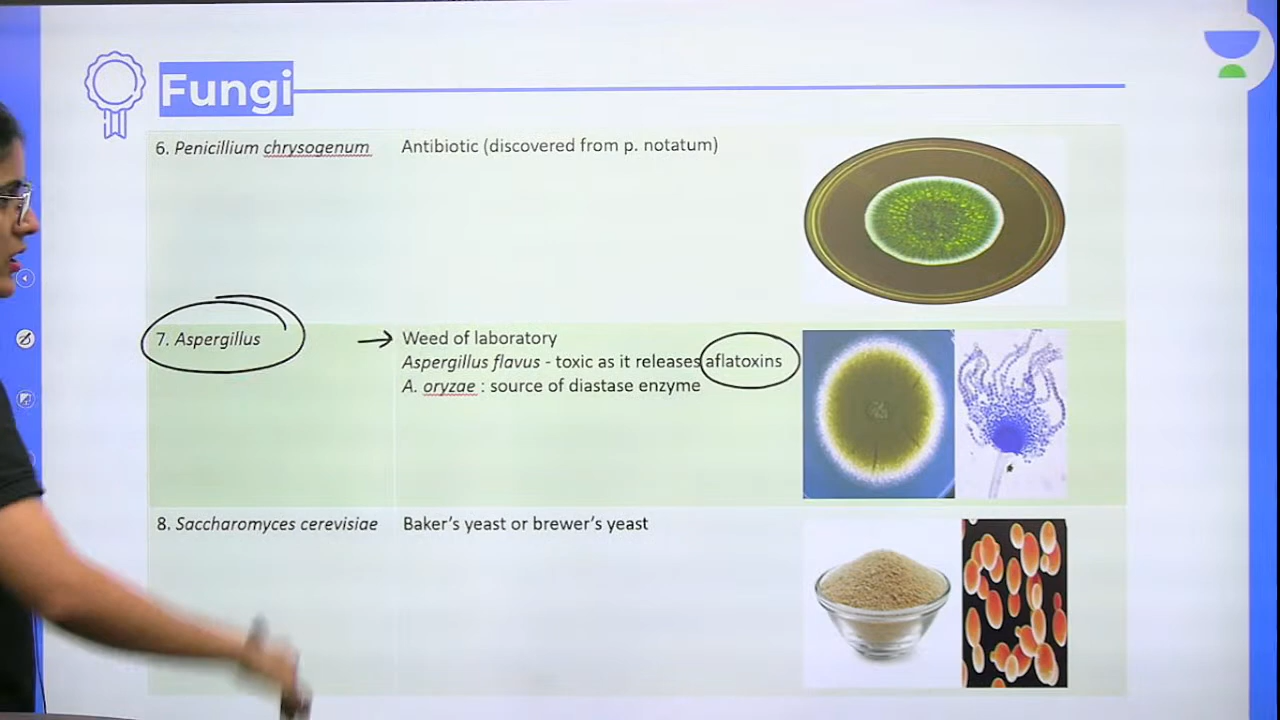 Fungi
6. Penicillium chrysogenum
Antibiotic (discovered from p. notatum)
7. Aspergillus
Weed of laboratory
Aspergillus flavus - toxic as it releases aflatoxins
A. oryzae : source of diastase enzyme
8. Saccharomyces cerevisiae
Baker's yeast or brewer's yeast